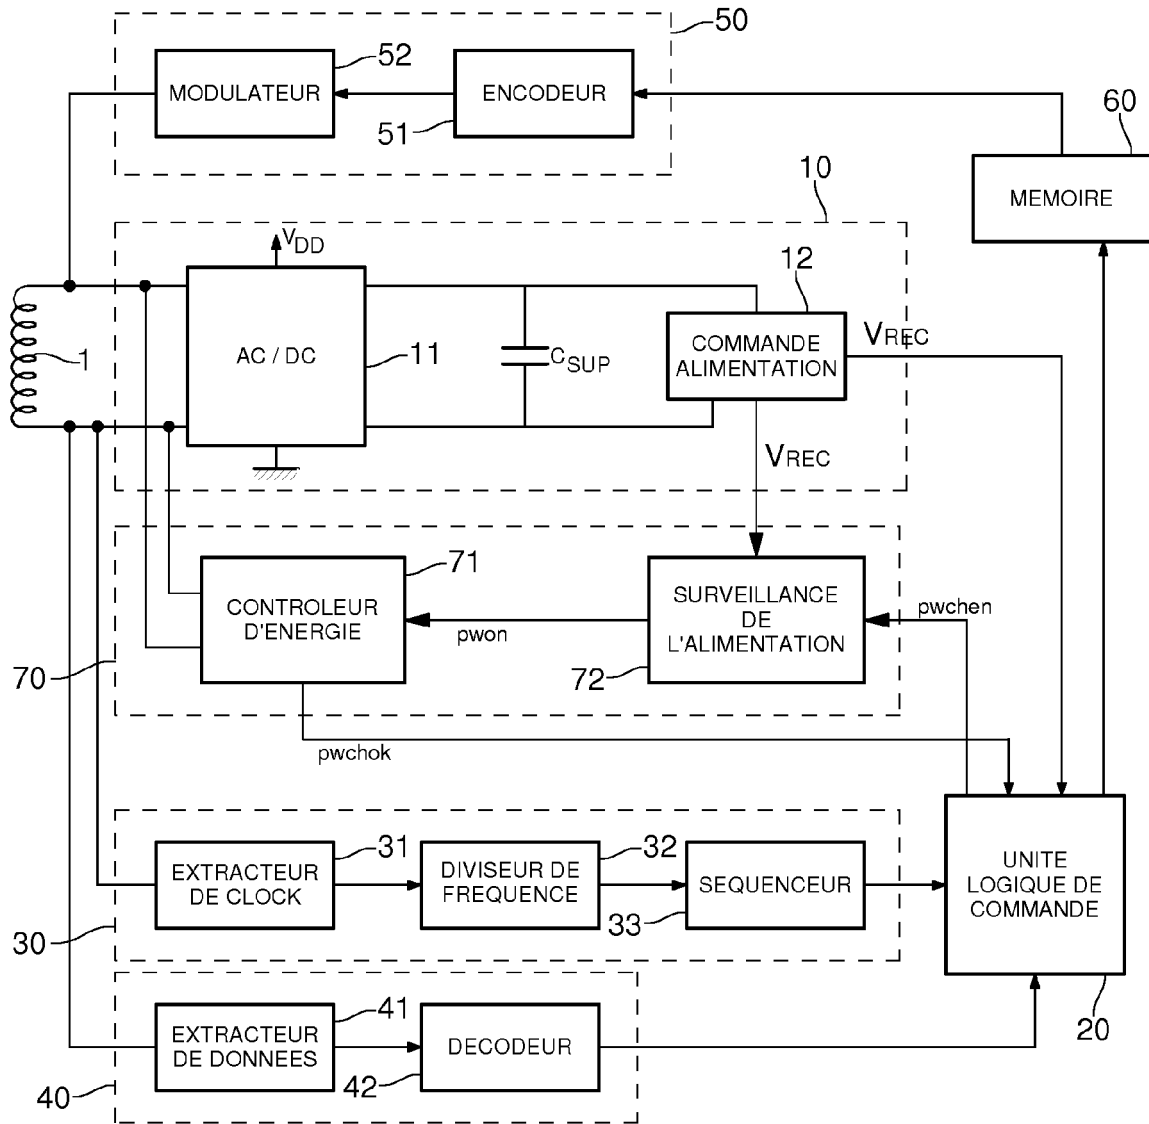 50
52
MODULATEUR
ENCODEUR
51
60
MEMOIRE
10
VDD
12
1
AC / DC
11
CSUP
COMMANDE
ALIMENTATION
VREC
VREC
71
CONTROLEUR
D'ENERGIE
pwon
SURVEILLANCE
DE
L'ALIMENTATION
pwchen
70
72
pwchok
31
EXTRACTEUR
DE CLOCK
32
DIVISEUR DE
FREQUENCE
SEQUENCEUR
33
UNITE
LOGIQUE DE
COMMANDE
30
20
41
EXTRACTEUR
DE DONNEES
DECODEUR
42
40